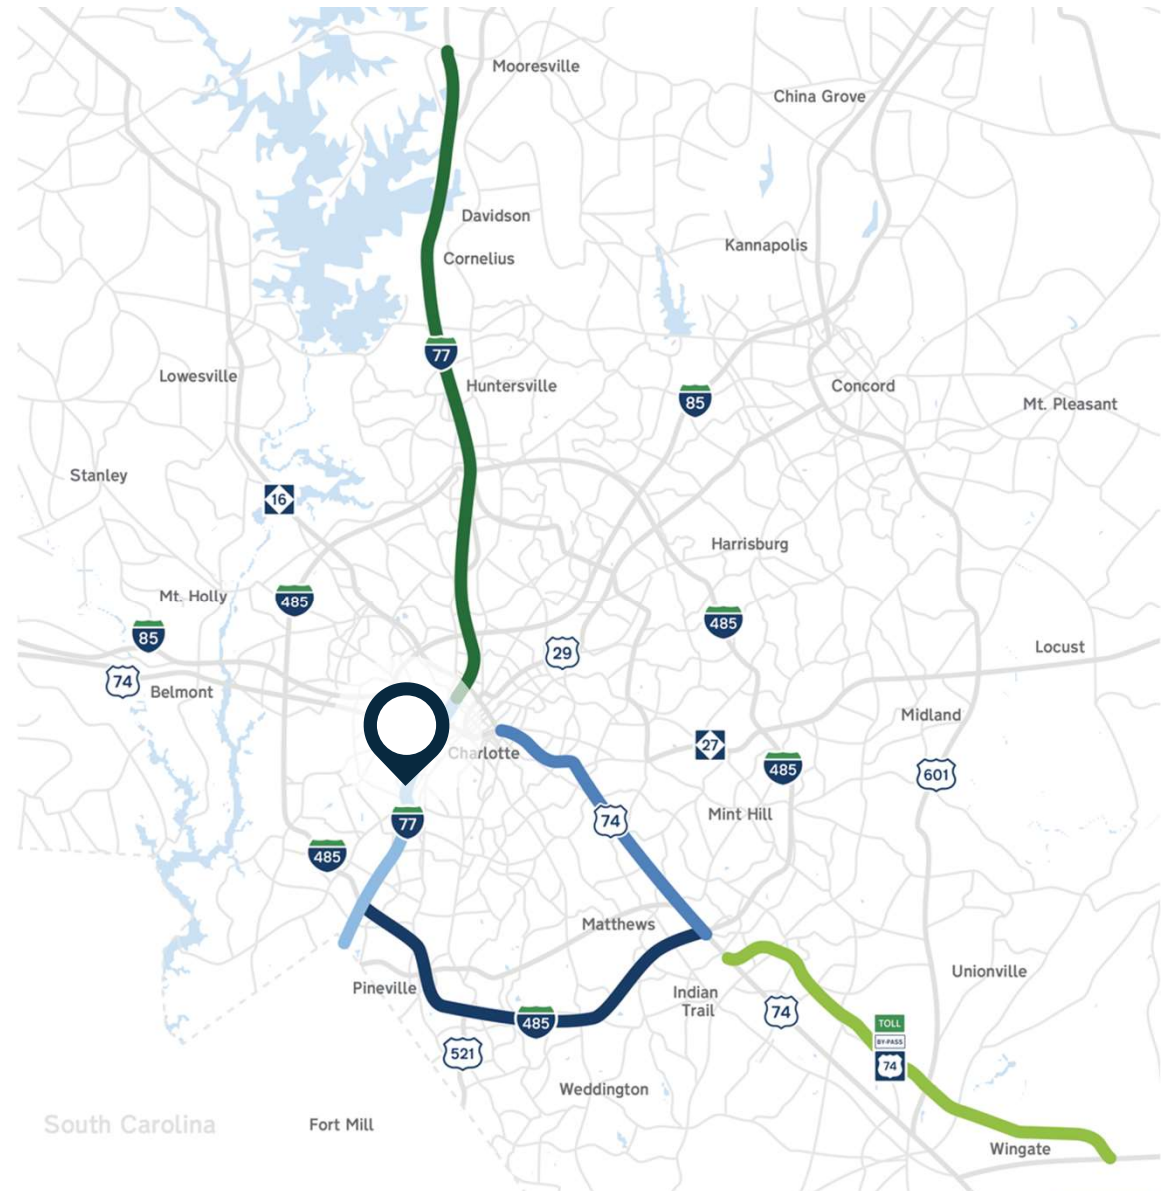 Mooresville
China Grove
Davidson
Kannapolis
Cornelius
77
Lowesville
Huntersville
85
Concord
Mt. Pleasant
Stanley
16
Harrisburg
Mt. Holly
485
485
85
29
Locust
74
Belmont
Midland
Charlotte
27
485
601
77
74
Mint Hill
485
Matthews
Unionville
Pineville
Indian
Trail
74
485
TOLL
BY-PASS
74
521
Weddington
South Carolina
Fort Mill
Wingate